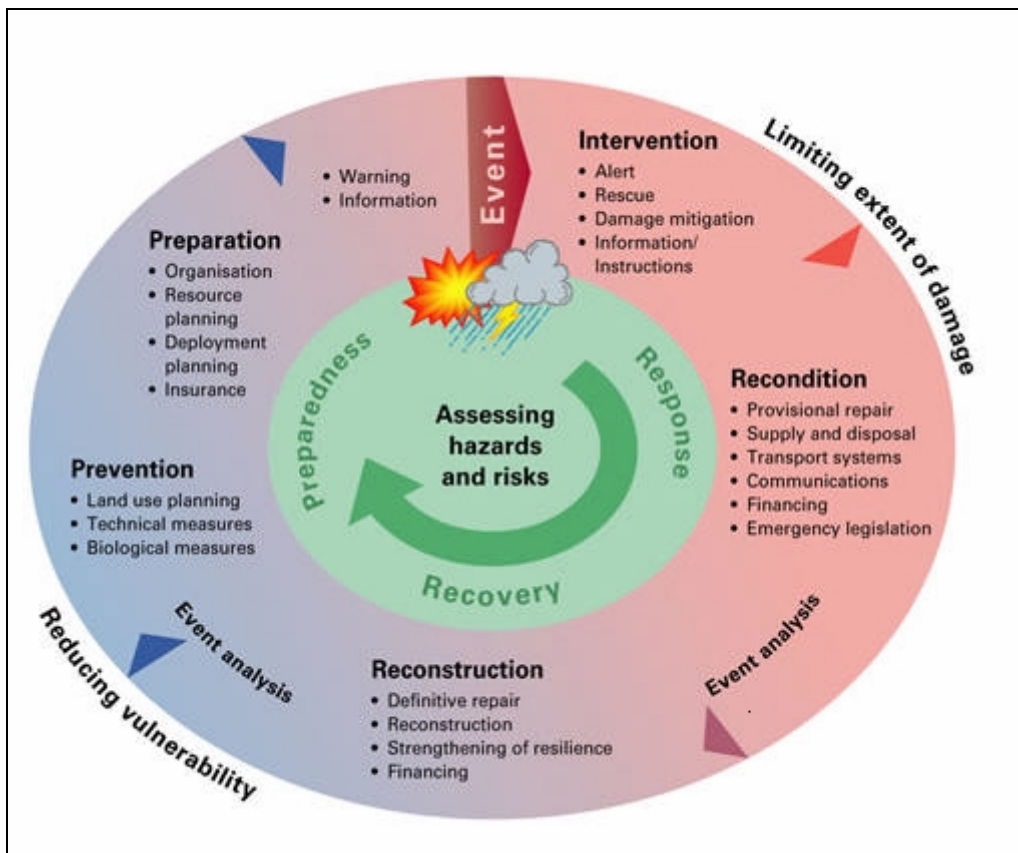 Event
Intervention
• Alert
• Rescue
• Damage mitigation
• Information/
Instructions
Limiting extent of damage
Recondition
• Provisional repair
• Supply and disposal
• Transport systems
• Communications
• Financing
• Emergency legislation
Event analysis
Reconstruction
• Definitive repair
• Reconstruction
• Strengthening of resilience
• Financing
Event analysis
Reducing vulnerability
Prevention
• Land use planning
• Technical measures
• Biological measures
Preparation
• Organisation
• Resource
planning
• Deployment
planning
• Insurance
• Warning
• Information
Preparedness
Response
Recovery
Assessing
hazards
and risks